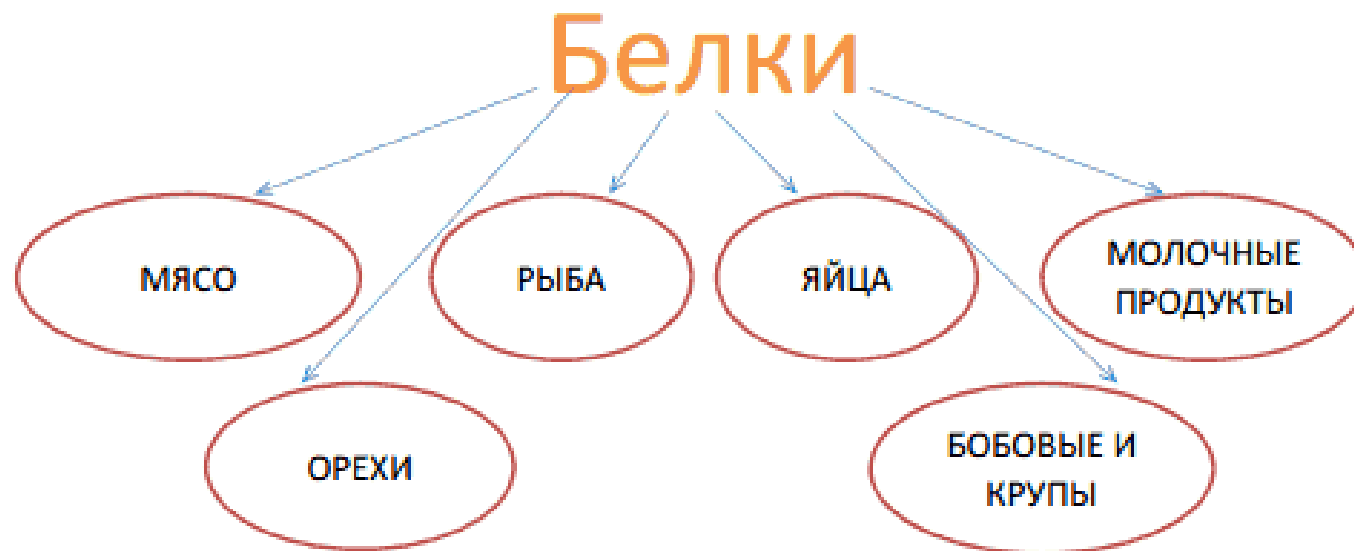 Белки
МЯСО
РЫБА
ЯЙЦА
МОЛОЧНЫЕ
ПРОДУКТЫ
ОРЕХИ
БОБОВЫЕ И
КРУПЫ